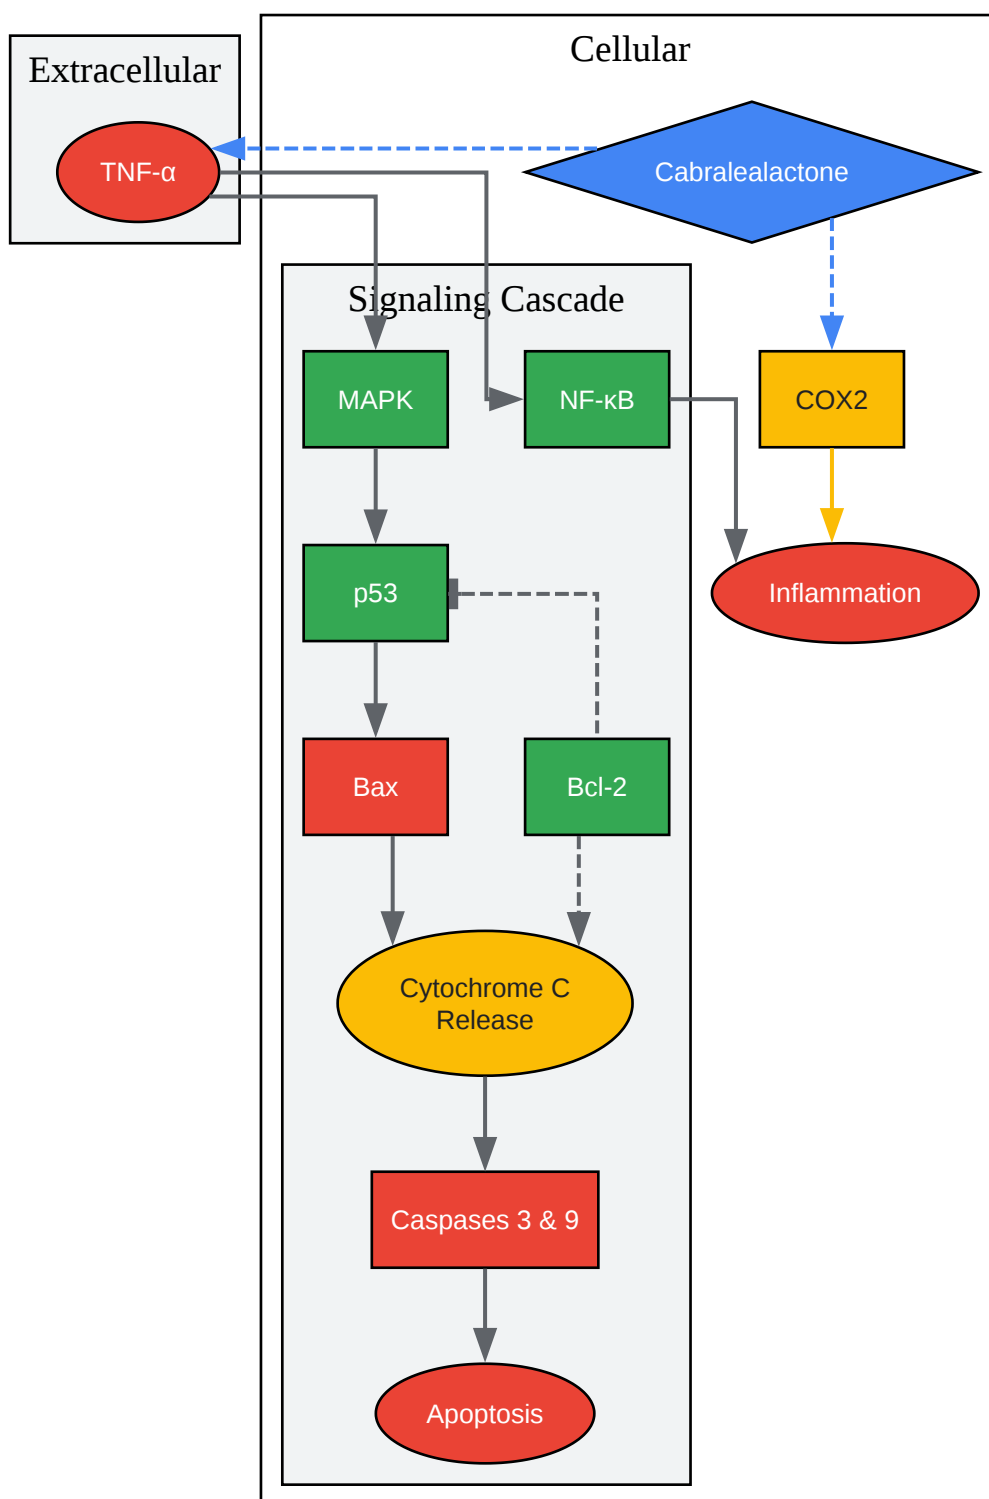 Extracellular
Cellular
TNF-α
Cabralealactone
Signaling Cascade
MAPK
NF-κB
COX2
p53
Inflammation
Bax
Bcl-2
Cytochrome C
Release
Caspases 3 & 9
Apoptosis